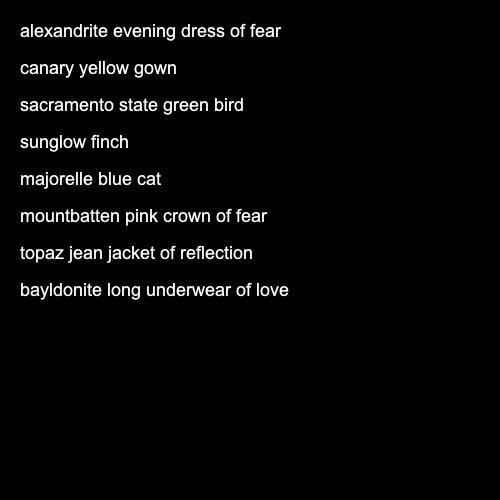 alexandrite evening dress of fear
canary yellow gown
sacramento state green bird
sunglow finch
majorelle blue cat
mountbatten pink crown of fear
topaz jean jacket of reflection
bayldonite long underwear of love